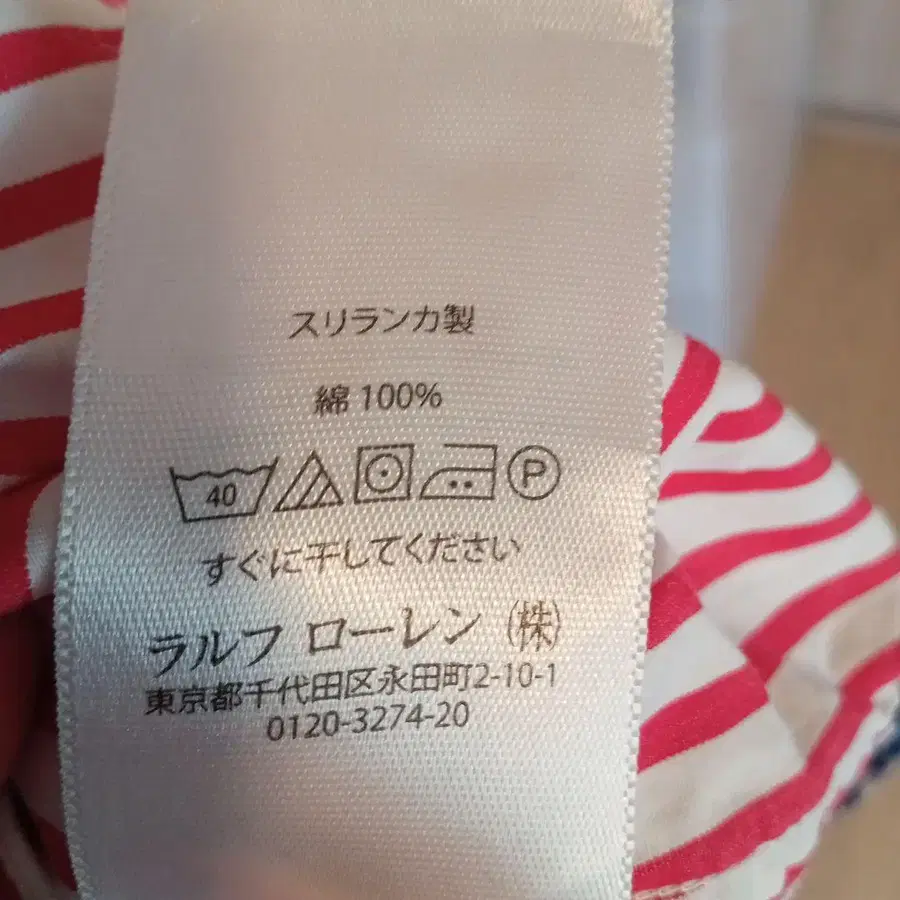 スリランカ製
綿 100%
40 P
すぐに干してください
ラルフ ローレン ㈱
東京都千代田区永田町2-10-1
0120-3274-20